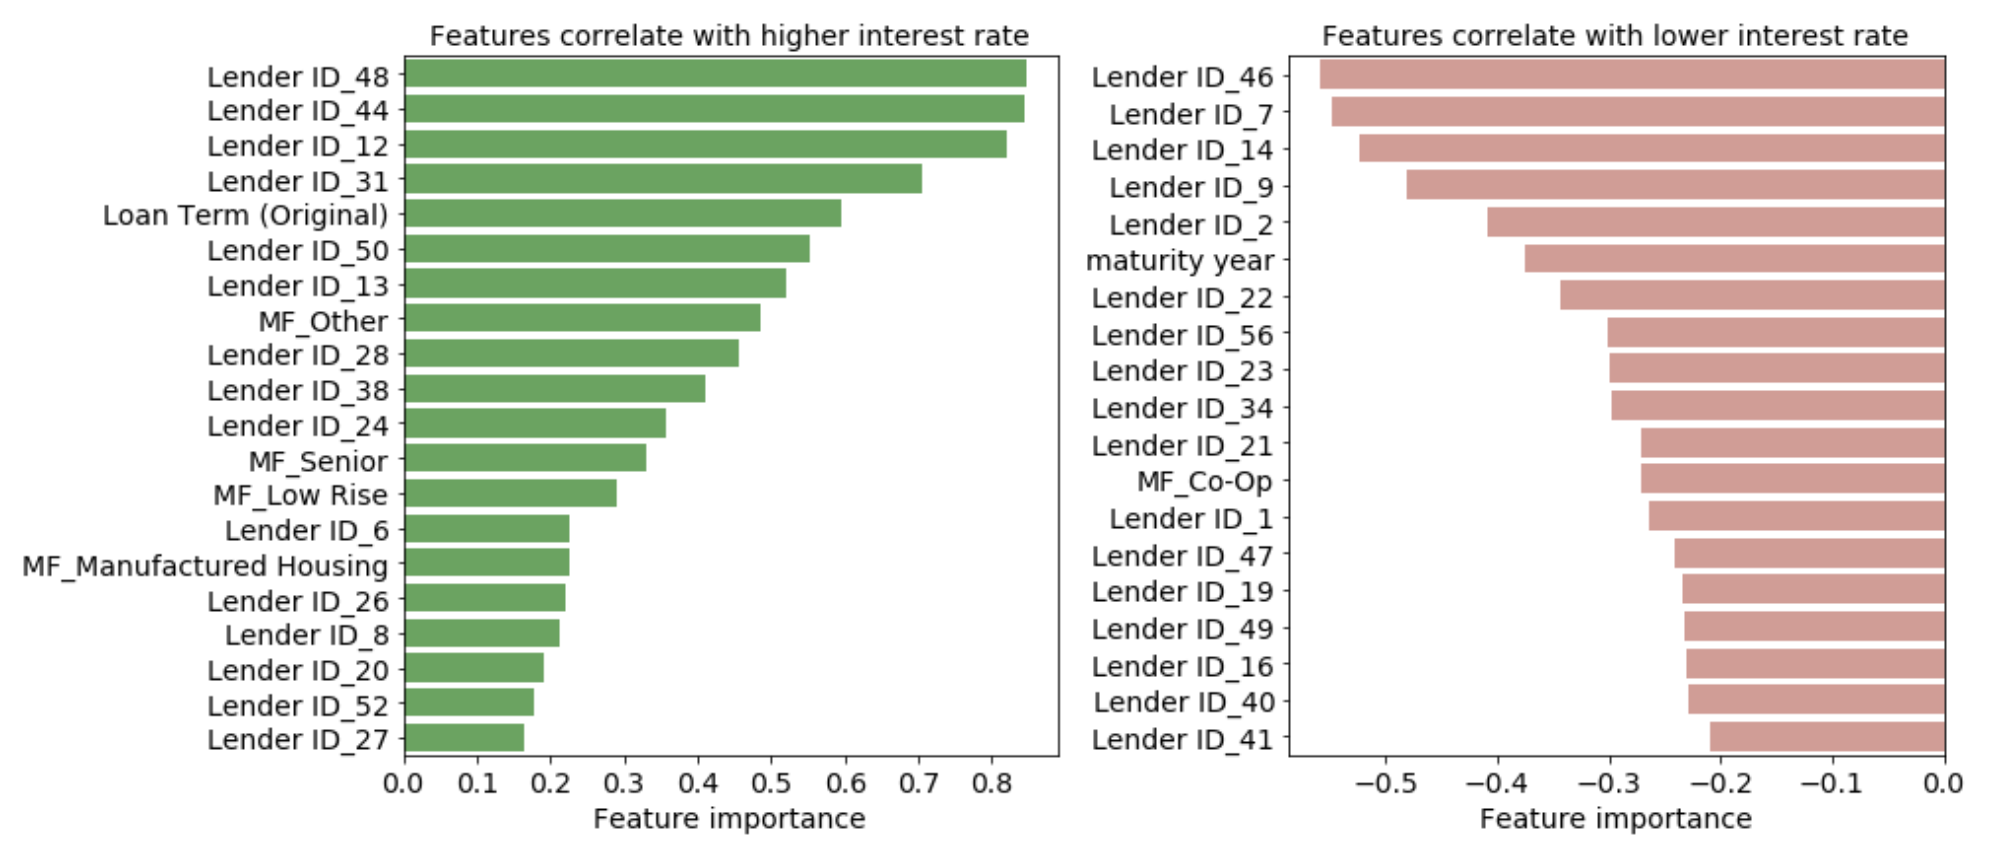 Features correlate with higher interest rate
Lender ID_48
Lender ID_44
Lender ID_12
Lender ID_31
Loan Term (Original)
Lender ID_50
Lender ID_13
MF_Other
Lender ID_28
Lender ID_38
Lender ID_24
MF_Senior
MF_Low Rise
Lender ID_6
MF_Manufactured Housing
Lender ID_26
Lender ID_8
Lender ID_20
Lender ID_52
Lender ID_27
0.0 0.1 0.2 0.3 0.4 0.5 0.6 0.7 0.8
Feature importance
Features correlate with lower interest rate
Lender ID_46
Lender ID_7
Lender ID_14
Lender ID_9
Lender ID_2
maturity year
Lender ID_22
Lender ID_56
Lender ID_23
Lender ID_34
Lender ID_21
MF_Co-Op
Lender ID_1
Lender ID_47
Lender ID_19
Lender ID_49
Lender ID_16
Lender ID_40
Lender ID_41
−0.5 −0.4 −0.3 −0.2 −0.1 0.0
Feature importance